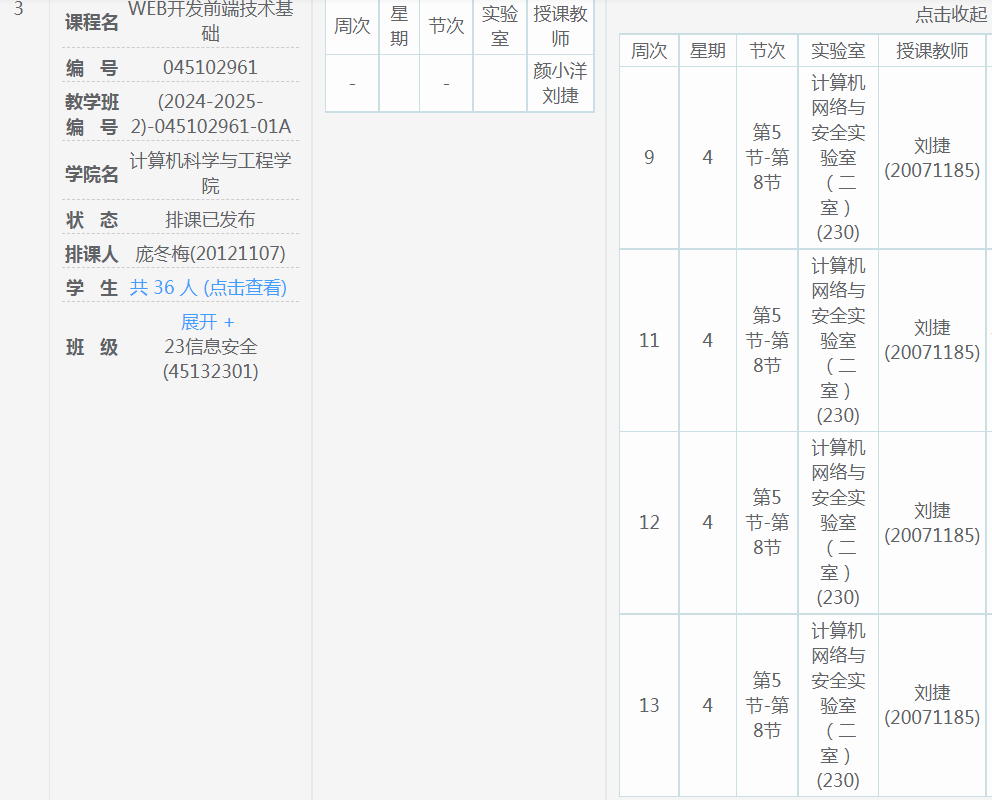 3
课程名
WEB开发前端技术基
础
编 号
045102961
教学班
编 号
(2024-2025-
2)-045102961-01A
学院名
计算机科学与工程学
院
状 态
排课已发布
排课人
庞冬梅(20121107)
学 生
共 36 人 (点击查看)
班 级
展开 +
23信息安全
(45132301)
周次
星
期
节次
实验
室
授课教
师
-
-
颜小洋
刘捷
点击收起
周次 星期 节次 实验室 授课教师
9
4
第5
节-第
8节
计算机
网络与
安全实
验室
（二
室）
(230)
刘捷
(20071185)
11
4
第5
节-第
8节
计算机
网络与
安全实
验室
（二
室）
(230)
刘捷
(20071185)
12
4
第5
节-第
8节
计算机
网络与
安全实
验室
（二
室）
(230)
刘捷
(20071185)
13
4
第5
节-第
8节
计算机
网络与
安全实
验室
（二
室）
(230)
刘捷
(20071185)